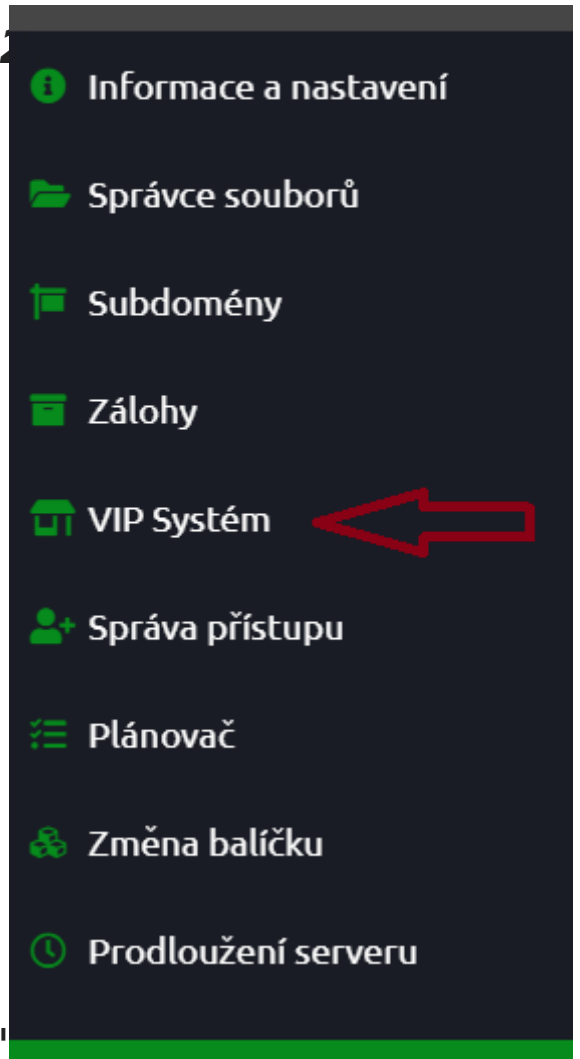 Informace a nastavení
Správce souborů
Subdomény
Zálohy
VIP Systém
Správa přístupu
Plánovač
Změna balíčku
Prodloužení serveru